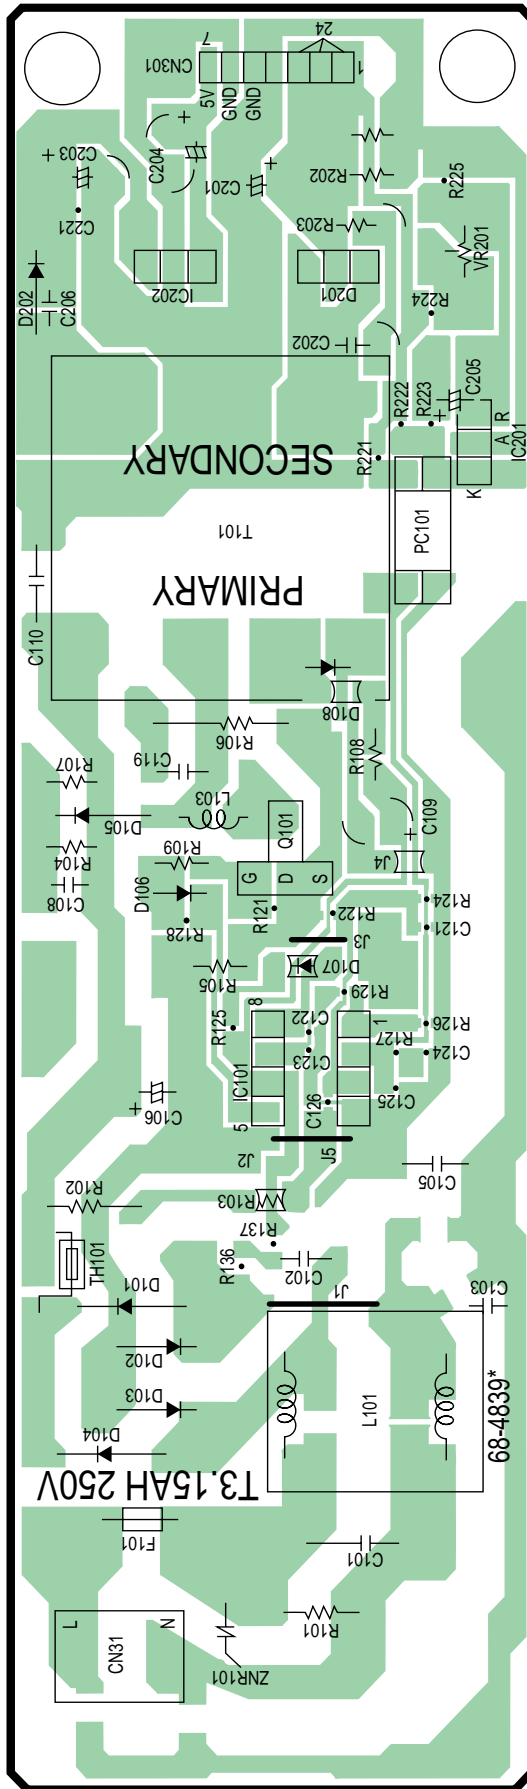 7
24
CN301
1
5V
GND
GND
C203
C204
C201
R202
R225
C221
R203
VR201
D202
C206
IC202
D201
R224
C202
C205
R222
R223
R
A
IC201
K
R221
SECONDARY
T101
PC101
PRIMARY
C110
D108
R106
R108
R107
C119
L103
D105
R109
Q101
C109
R104
J4
C108
D106
G
D
S
R128
R121
R122
R124
C121
J3
R105
D107
R129
8
R125
C122
1
R127
R126
C123
C124
IC101
C125
C126
5
C106
J2
J5
R102
R103
C105
R137
TH101
R136
C102
D101
J1
C103
D102
D103
L101
68-4839*
D104
T3.15AH 250V
F101
C101
L
N
CN31
R101
ZNR101